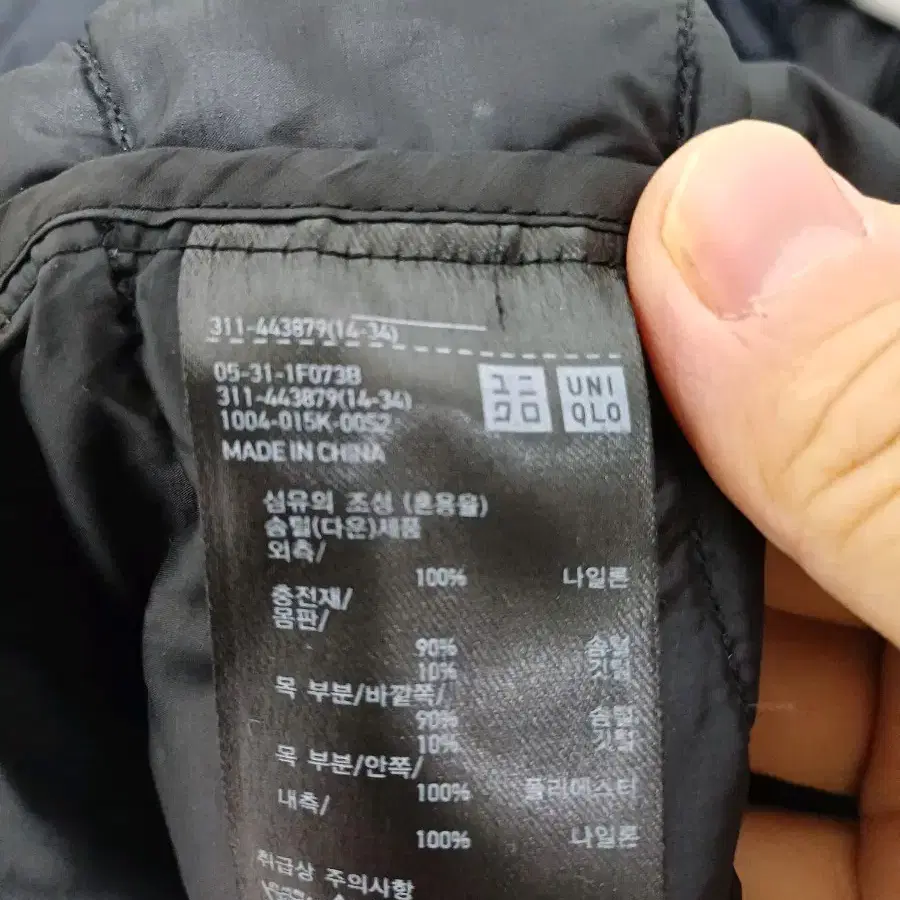 311-443879(14-34)
05-31-1F073B
311-443879(14-34)
1004-015K-00S2
MADE IN CHINA
ユニ
クロ
UNI
QLO
섬유의 조성 (혼용율)
솜털(다운)제품
외측/
100% 나일론
충전재/
몸판/
90% 솜털
10% 깃털
목 부분/바깥쪽/
90% 솜털
10% 깃털
목 부분/안쪽/
100% 폴리에스터
내측/
100% 나일론
취급상 주의사항